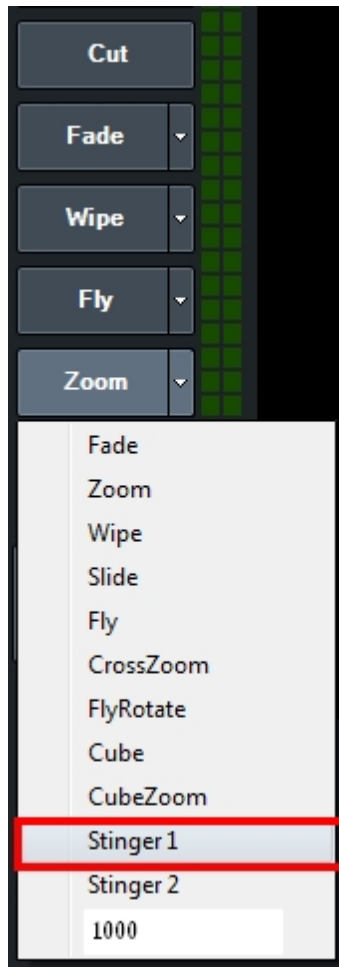 Cut
Fade
Wipe
Fly
Zoom
Fade
Zoom
Wipe
Slide
Fly
CrossZoom
FlyRotate
Cube
CubeZoom
Stinger 1
Stinger 2
1000